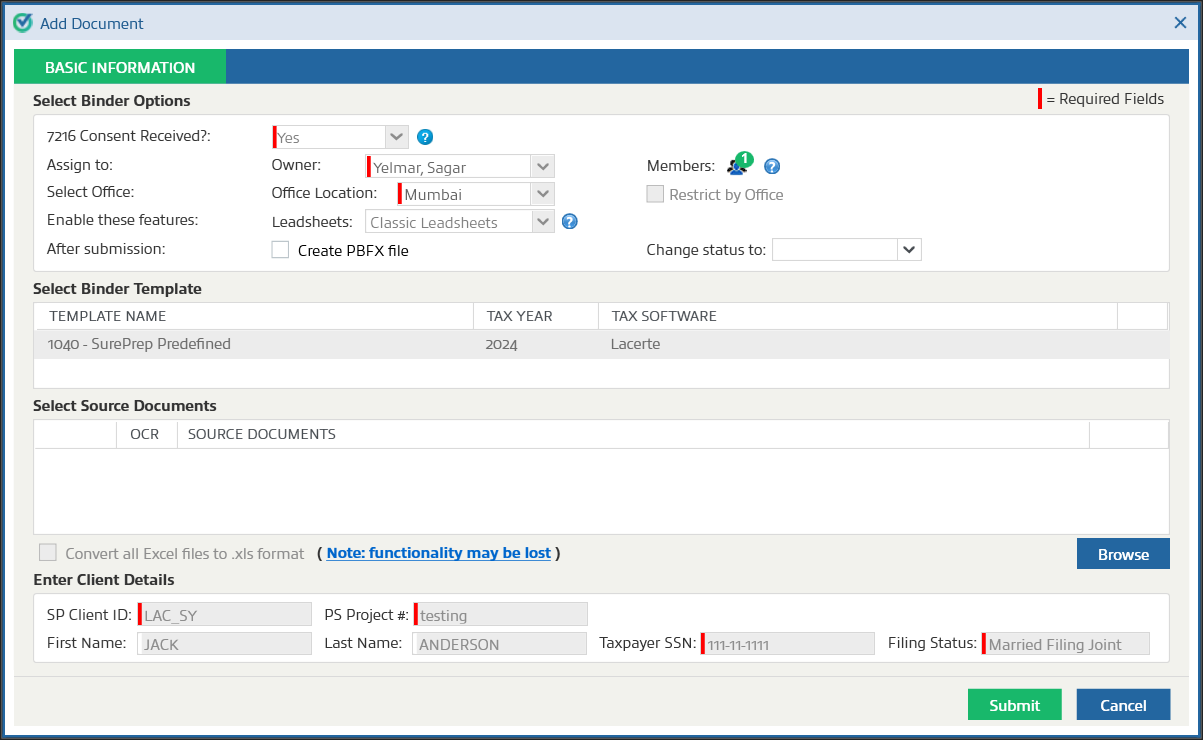 Add Document
BASIC INFORMATION
Select Binder Options = Required Fields
7216 Consent Received?: Yes ?
Assign to: Owner: Yelmar, Sagar Members: 1 ?
Select Office: Office Location: Mumbai Restrict by Office
Enable these features: Leadsheets: Classic Leadsheets ?
After submission: Create PBFX file Change status to:
Select Binder Template
TEMPLATE NAME TAX YEAR TAX SOFTWARE
1040 - SurePrep Predefined 2024 Lacerte
Select Source Documents
OCR SOURCE DOCUMENTS
Convert all Excel files to .xls format ( Note: functionality may be lost )
Browse
Enter Client Details
SP Client ID: LAC_SY PS Project #: testing
First Name: JACK Last Name: ANDERSON Taxpayer SSN: 111-11-1111 Filing Status: Married Filing Joint
Submit Cancel